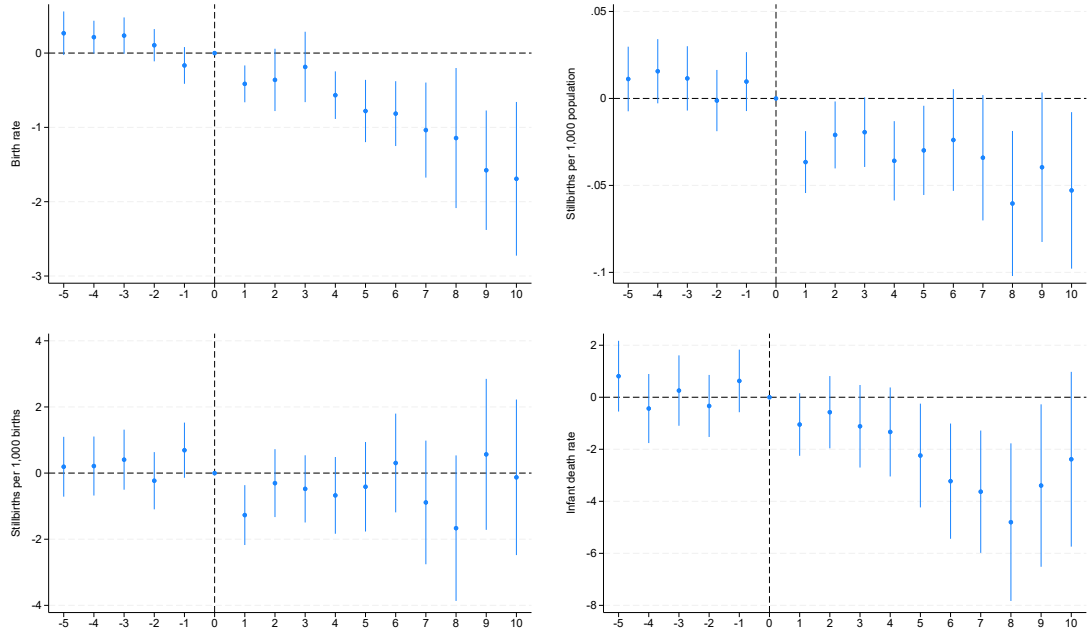 Birth rate
0
-1
-2
-3
-5 -4 -3 -2 -1 0 1 2 3 4 5 6 7 8 9 10
Stillbirths per 1,000 population
.05
0
-.05
-.1
-5 -4 -3 -2 -1 0 1 2 3 4 5 6 7 8 9 10
Stillbirths per 1,000 births
4
2
0
-2
-4
-5 -4 -3 -2 -1 0 1 2 3 4 5 6 7 8 9 10
Infant death rate
2
0
-2
-4
-6
-8
-5 -4 -3 -2 -1 0 1 2 3 4 5 6 7 8 9 10